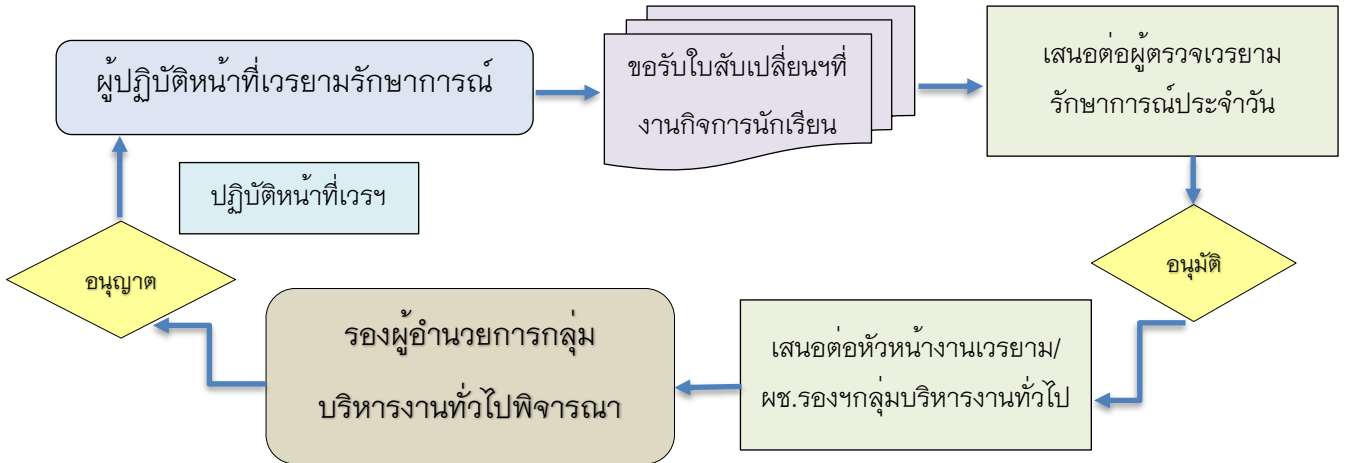 ผู้ปฏิบัติหน้าที่เวรยามรักษาการณ์
ขอรับใบสับเปลี่ยนฯที่
งานกิจการนักเรียน
เสนอต่อผู้ตรวจเวรยาม
รักษาการณ์ประจำวัน
อนุมัติ
เสนอต่อหัวหน้างานเวรยาม/
ผช.รองฯกลุ่มบริหารงานทั่วไป
รองผู้อำนวยการกลุ่ม
บริหารงานทั่วไปพิจารณา
อนุญาต
ปฏิบัติหน้าที่เวรฯ